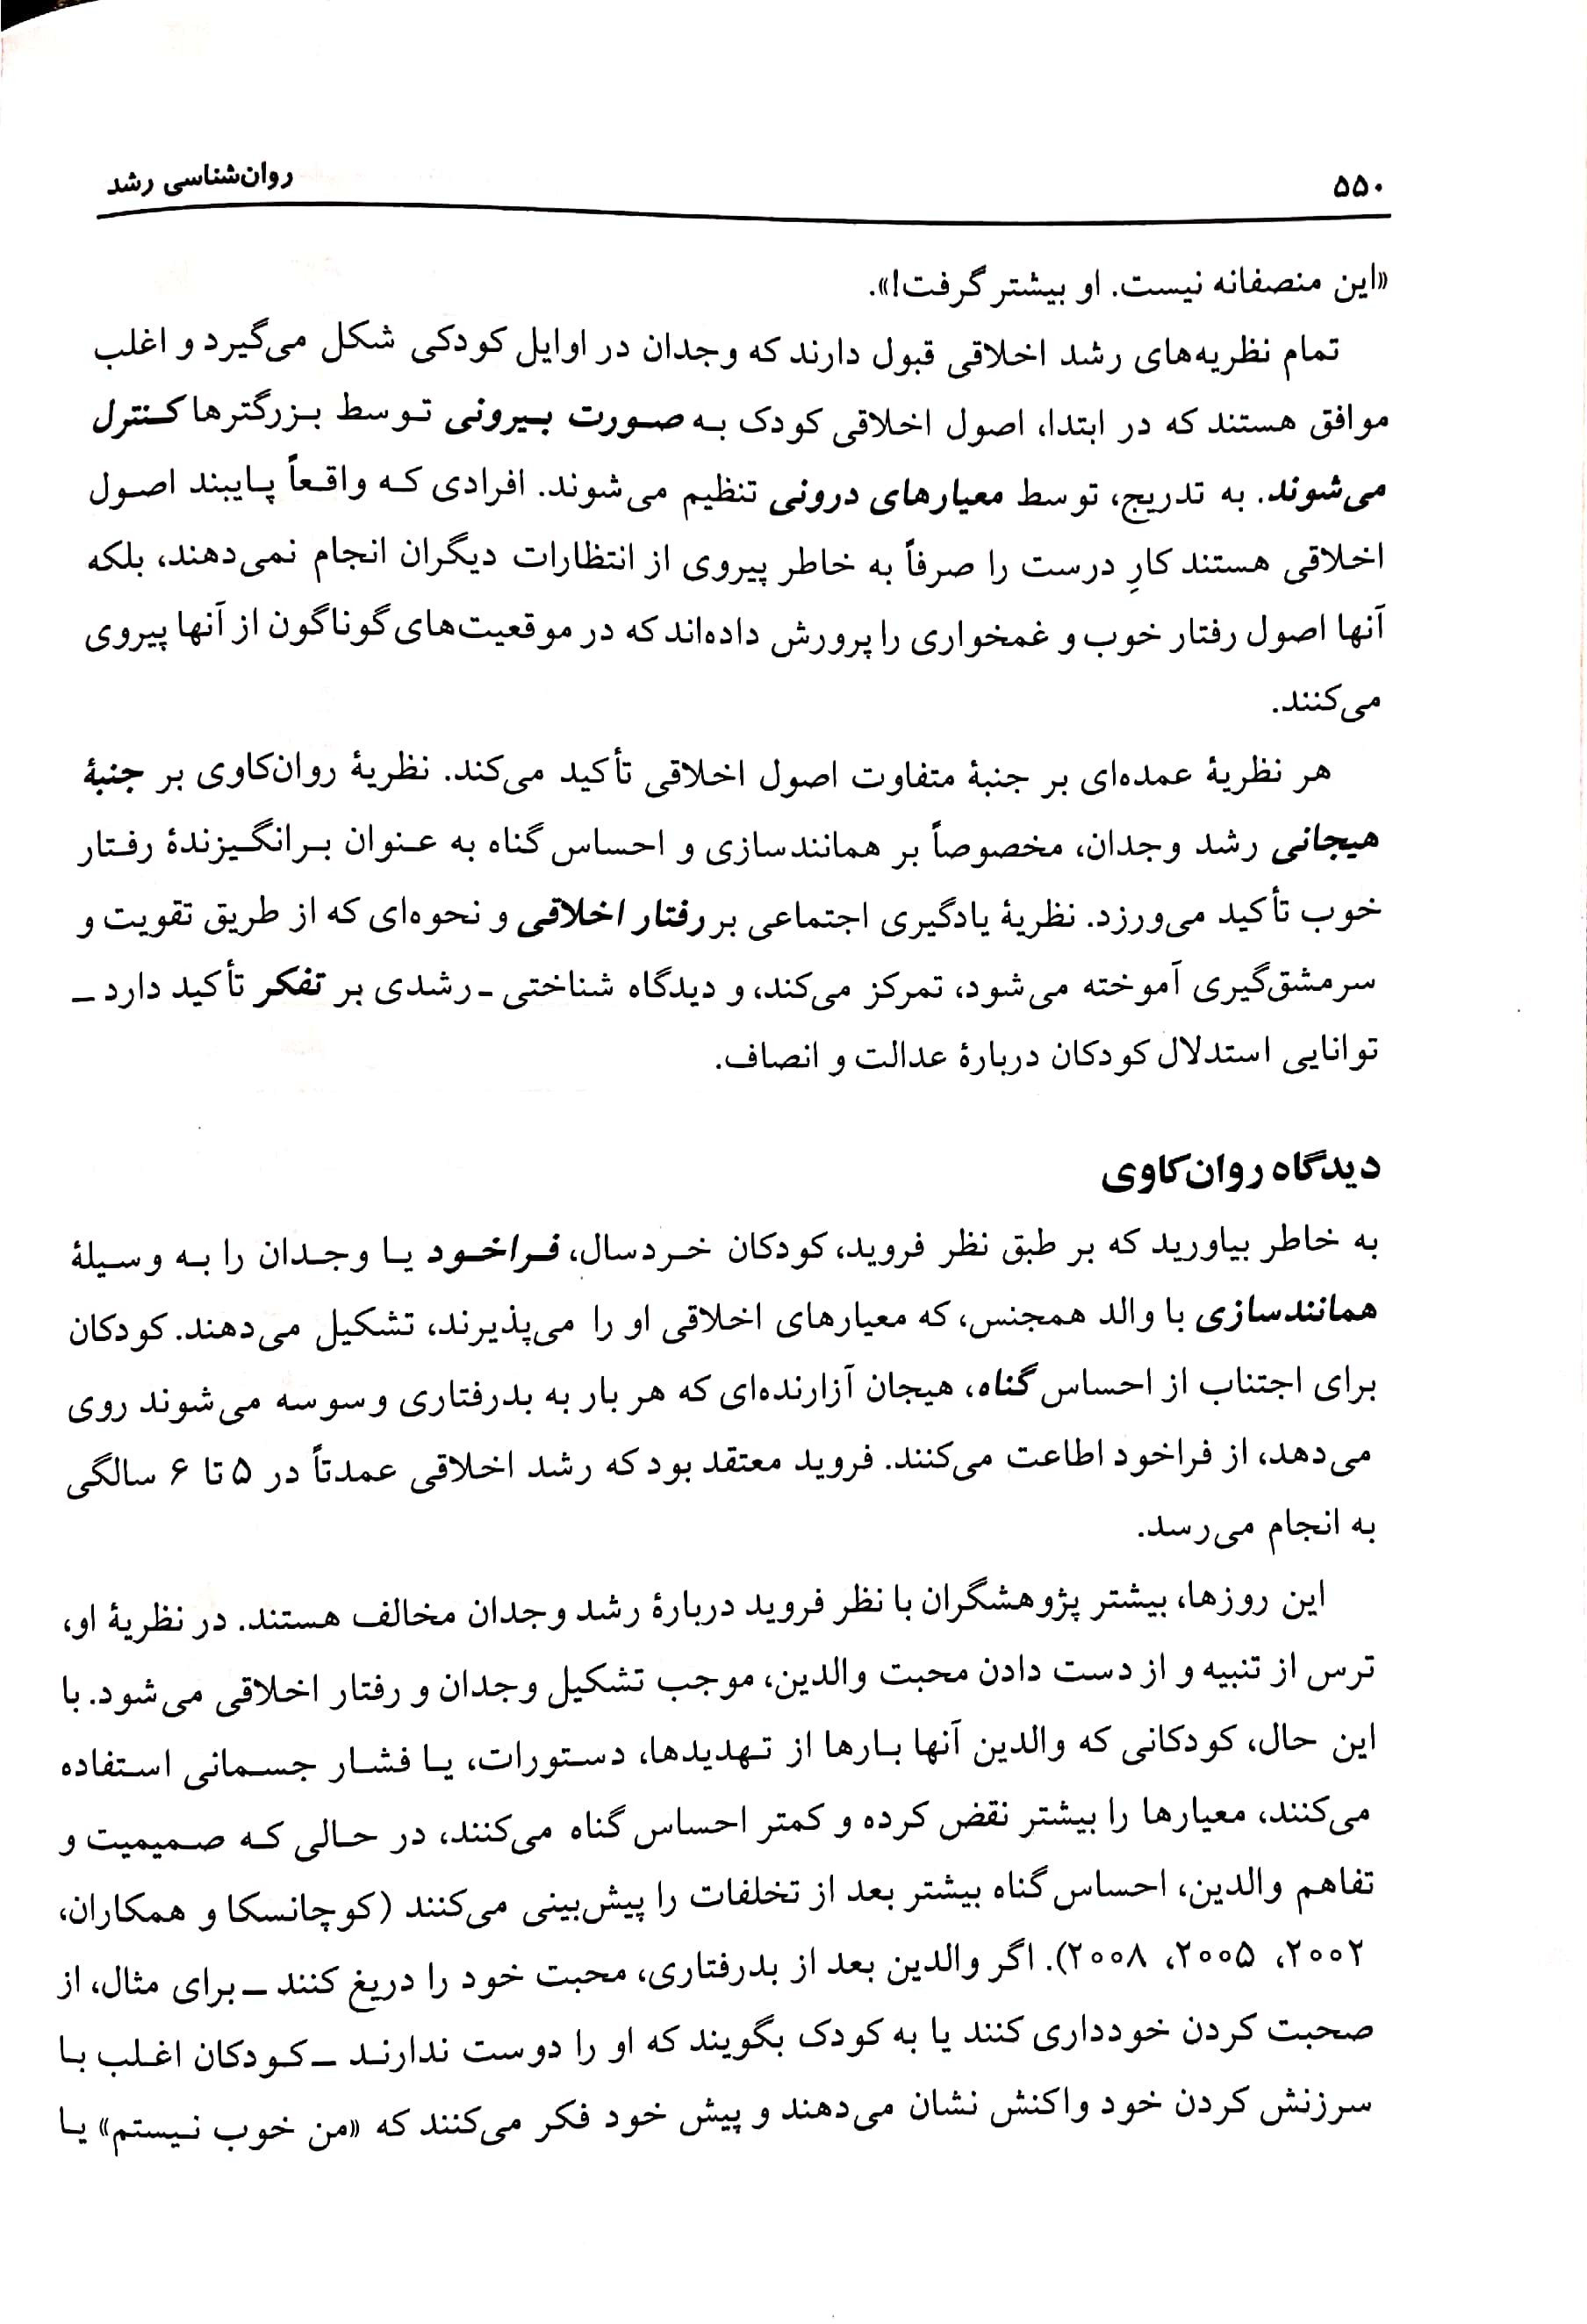 ۵۵۰ روان‌شناسی رشد
«این منصفانه نیست. او بیشتر گرفت!».
تمام نظریه‌های رشد اخلاقی قبول دارند که وجدان در اوایل کودکی شکل می‌گیرد و اغلب
موافق هستند که در ابتدا، اصول اخلاقی کودک به صورت بیرونی توسط بزرگترها کنترل
می‌شوند. به تدریج، توسط معیارهای درونی تنظیم می‌شوند. افرادی که واقعاً پایبند اصول
اخلاقی هستند کارِ درست را صرفاً به خاطر پیروی از انتظارات دیگران انجام نمی‌دهند، بلکه
آنها اصول رفتار خوب و غمخواری را پرورش داده‌اند که در موقعیت‌های گوناگون از آنها پیروی
می‌کنند.
هر نظریهٔ عمده‌ای بر جنبهٔ متفاوت اصول اخلاقی تأکید می‌کند. نظریهٔ روان‌کاوی بر جنبهٔ
هیجانی رشد وجدان، مخصوصاً بر همانندسازی و احساس گناه به عنوان برانگیزندهٔ رفتار
خوب تأکید می‌ورزد. نظریهٔ یادگیری اجتماعی بر رفتار اخلاقی و نحوه‌ای که از طریق تقویت و
سرمشق‌گیری آموخته می‌شود، تمرکز می‌کند، و دیدگاه شناختی ـ رشدی بر تفکر تأکید دارد ـ
توانایی استدلال کودکان دربارهٔ عدالت و انصاف.
دیدگاه روان‌کاوی
به خاطر بیاورید که بر طبق نظر فروید، کودکان خردسال، فراخود یا وجدان را به وسیلهٔ
همانندسازی با والد همجنس، که معیارهای اخلاقی او را می‌پذیرند، تشکیل می‌دهند. کودکان
برای اجتناب از احساس گناه، هیجان آزارنده‌ای که هر بار به بدرفتاری وسوسه می‌شوند روی
می‌دهد، از فراخود اطاعت می‌کنند. فروید معتقد بود که رشد اخلاقی عمدتاً در ۵ تا ۶ سالگی
به انجام می‌رسد.
این روزها، بیشتر پژوهشگران با نظر فروید دربارهٔ رشد وجدان مخالف هستند. در نظریهٔ او،
ترس از تنبیه و از دست دادن محبت والدین، موجب تشکیل وجدان و رفتار اخلاقی می‌شود. با
این حال، کودکانی که والدین آنها بارها از تهدیدها، دستورات، یا فشار جسمانی استفاده
می‌کنند، معیارها را بیشتر نقض کرده و کمتر احساس گناه می‌کنند، در حالی که صمیمیت و
تفاهم والدین، احساس گناه بیشتر بعد از تخلفات را پیش‌بینی می‌کنند (کوچانسکا و همکاران،
۲۰۰۲، ۲۰۰۵، ۲۰۰۸). اگر والدین بعد از بدرفتاری، محبت خود را دریغ کنند ـ برای مثال، از
صحبت کردن خودداری کنند یا به کودک بگویند که او را دوست ندارند ـ کودکان اغلب با
سرزنش کردن خود واکنش نشان می‌دهند و پیش خود فکر می‌کنند که «من خوب نیستم» یا